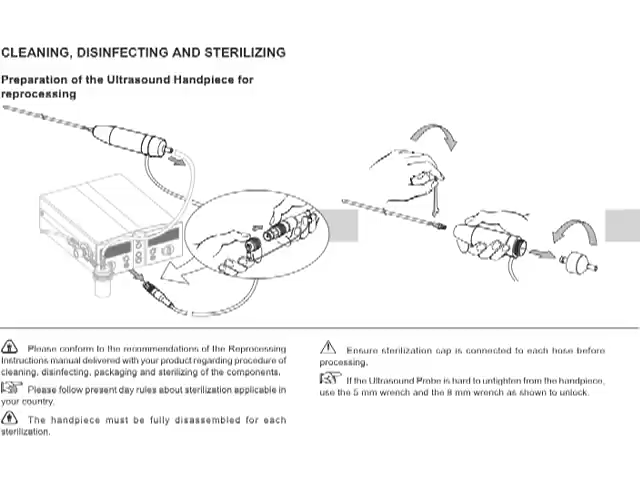 CLEANING, DISINFECTING AND STERILIZING
Preparation of the Ultrasound Handpiece for
reprocessing
Please conform to the recommendations of the Reprocessing
Instructions manual delivered with your product regarding procedure of
cleaning, disinfecting, packaging and sterilizing of the components.
Please follow present day rules about sterilization applicable in
your country.
The handpiece must be fully disassembled for each
sterilization.
Ensure sterilization cap is connected to each hose before
processing.
If the Ultrasound Probe is hard to untighten from the handpiece,
use the 5 mm wrench and the 8 mm wrench as shown to unlock.